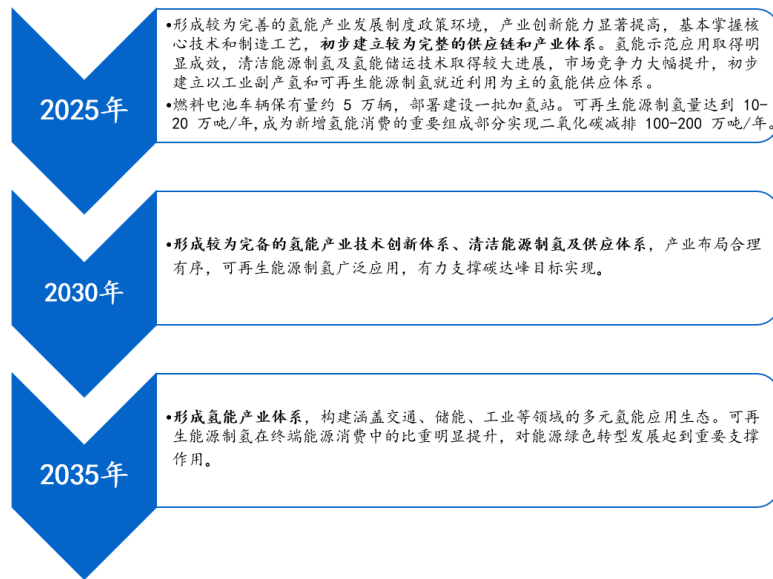 2025年
•形成较为完善的氢能产业发展制度政策环境，产业创新能力显著提高，基本掌握核
心技术和制造工艺，初步建立较为完整的供应链和产业体系。氢能示范应用取得明
显成效，清洁能源制氢及氢能储运技术取得较大进展，市场竞争力大幅提升，初步
建立以工业副产氢和可再生能源制氢就近利用为主的氢能供应体系。
•燃料电池车辆保有量约 5 万辆，部署建设一批加氢站。可再生能源制氢量达到 10-
20 万吨/年,成为新增氢能消费的重要组成部分实现二氧化碳减排 100-200 万吨/年。
2030年
•形成较为完备的氢能产业技术创新体系、清洁能源制氢及供应体系，产业布局合理
有序，可再生能源制氢广泛应用，有力支撑碳达峰目标实现。
2035年
•形成氢能产业体系，构建涵盖交通、储能、工业等领域的多元氢能应用生态。可再
生能源制氢在终端能源消费中的比重明显提升，对能源绿色转型发展起到重要支撑
作用。